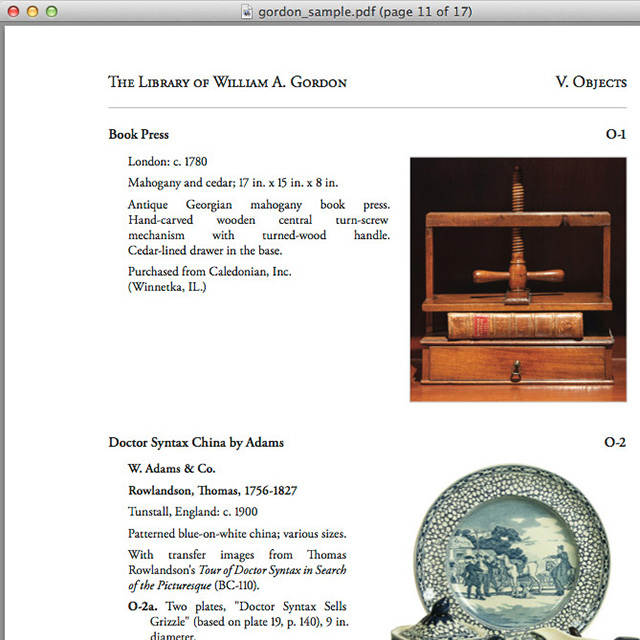 gordon_sample.pdf (page 11 of 17)
The Library of William A. Gordon
V. Objects
Book Press
O-1
London: c. 1780
Mahogany and cedar; 17 in. x 15 in. x 8 in.
Antique Georgian mahogany book press.
Hand-carved wooden central turn-screw
mechanism with turned-wood handle.
Cedar-lined drawer in the base.
Purchased from Caledonian, Inc.
(Winnetka, IL.)
Doctor Syntax China by Adams
O-2
W. Adams & Co.
Rowlandson, Thomas, 1756-1827
Tunstall, England: c. 1900
Patterned blue-on-white china; various sizes.
With transfer images from Thomas
Rowlandson's Tour of Doctor Syntax in Search
of the Picturesque (BC-110).
O-2a. Two plates, "Doctor Syntax Sells
Grizzle" (based on plate 19, p. 140), 9 in.
diameter.